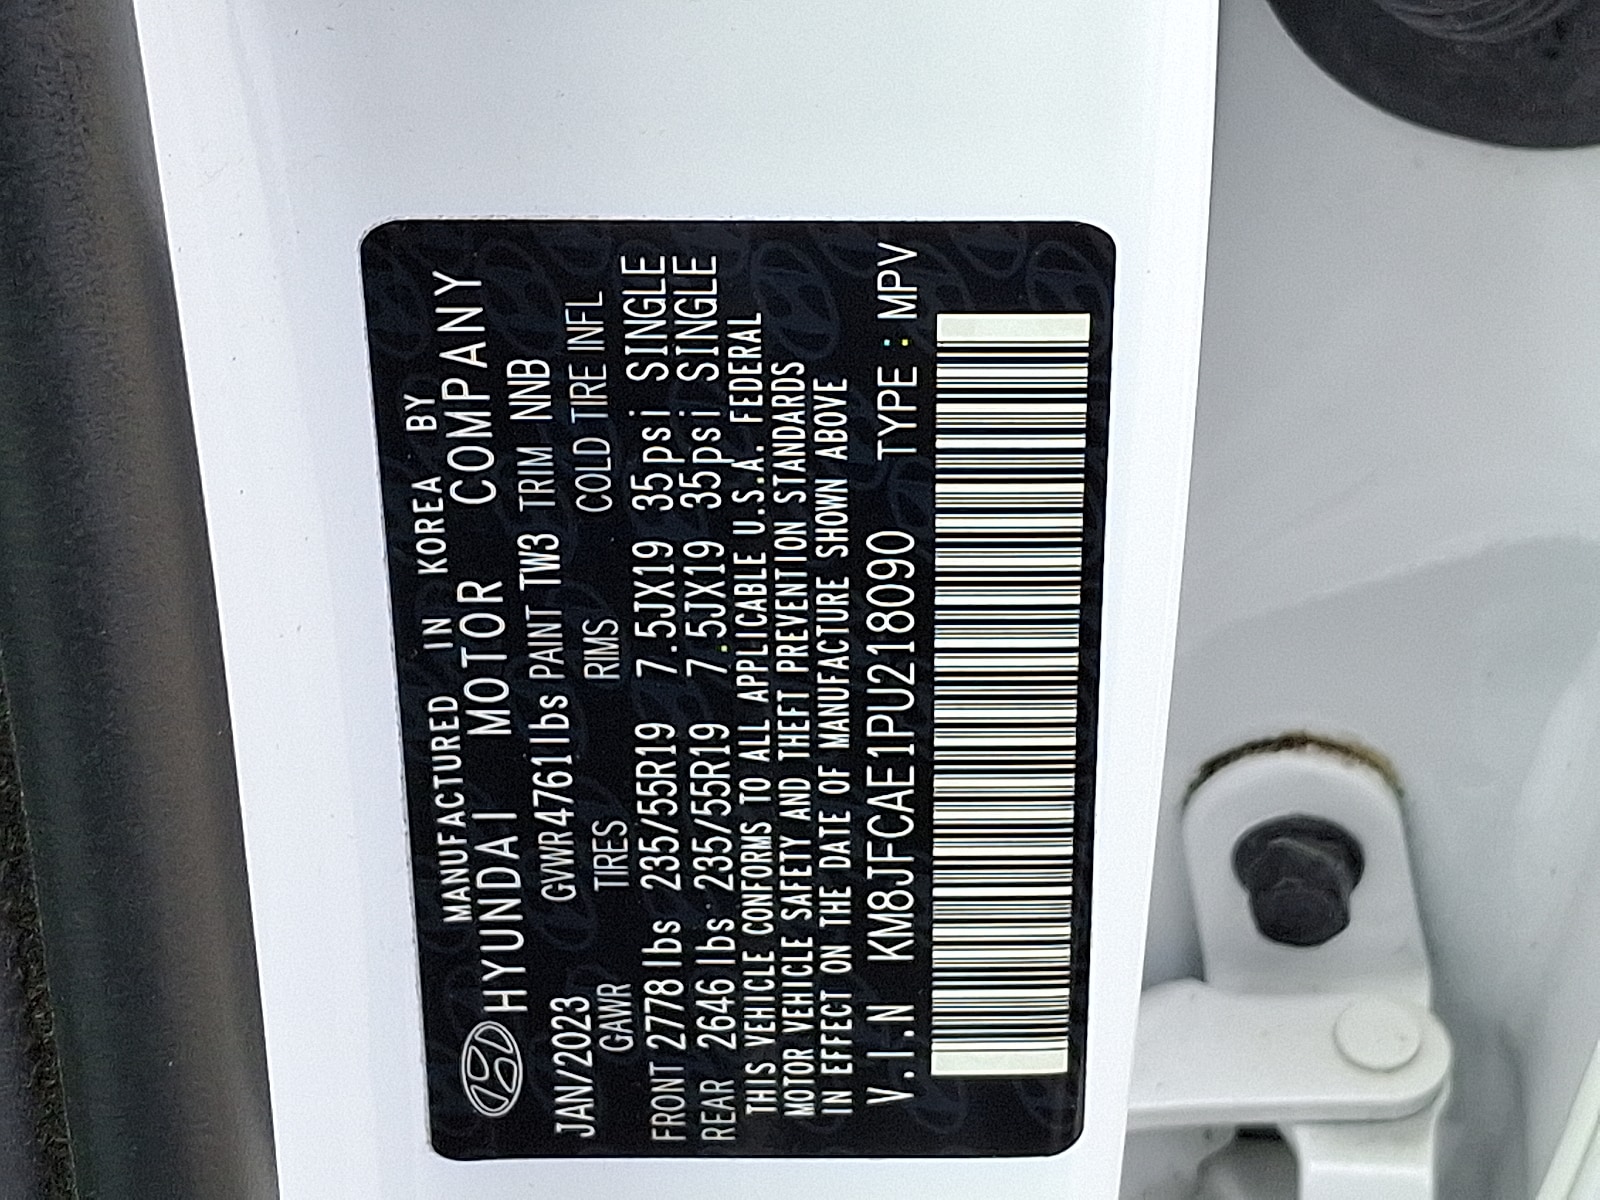 MANUFACTURED IN KOREA BY
HYUNDAI MOTOR COMPANY
JAN/2023 GVWR4761lbs PAINT TW3 TRIM NNB
GAWR TIRES RIMS COLD TIRE INFL
FRONT 2778lbs 235/55R19 7.5JX19 35psi SINGLE
REAR 2646lbs 235/55R19 7.5JX19 35psi SINGLE
THIS VEHICLE CONFORMS TO ALL APPLICABLE U.S.A. FEDERAL
MOTOR VEHICLE SAFETY AND THEFT PREVENTION STANDARDS
IN EFFECT ON THE DATE OF MANUFACTURE SHOWN ABOVE
V.I.N KM8JFCAE1PU218090 TYPE : MPV